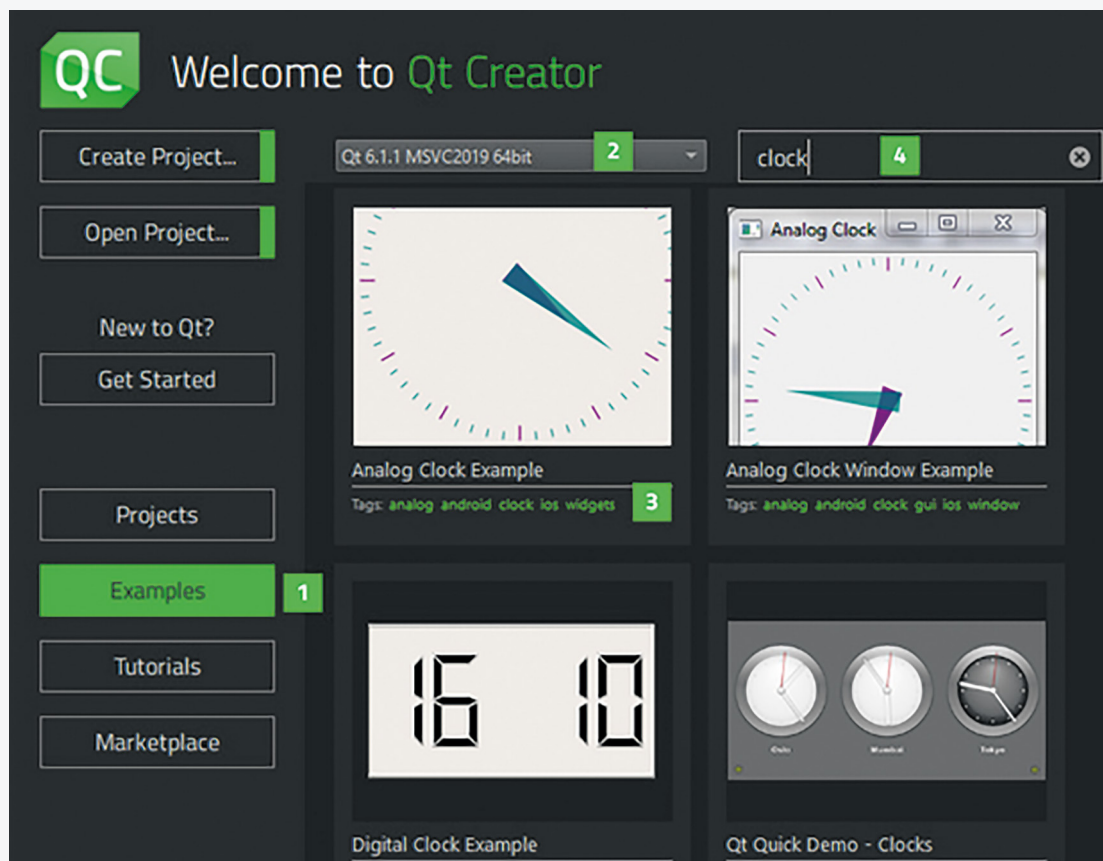 QC Welcome to Qt Creator
Create Project...
Open Project...
New to Qt?
Get Started
Projects
Examples 1
Tutorials
Marketplace
Qt 6.1.1 MSVC2019 64bit 2
clock 4
Analog Clock
Analog Clock Example
Tags: analog android clock ios widgets 3
Analog Clock Window Example
Tags: analog android clock gui ios window
16 10
Oslo Mumbai Tokyo
Digital Clock Example
Qt Quick Demo - Clocks